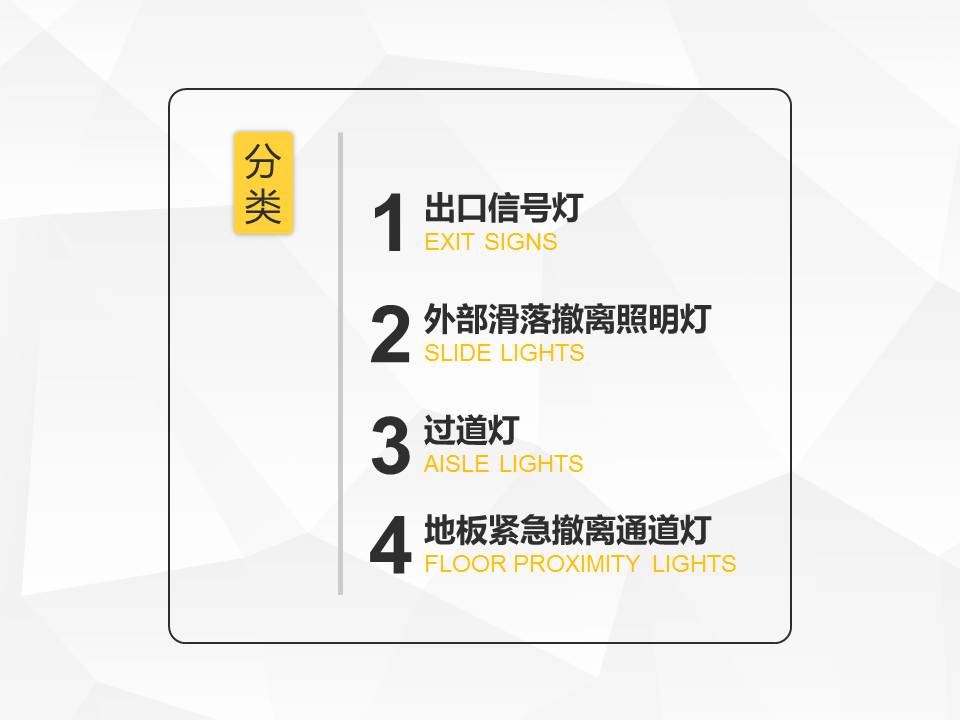 分
类
1
出口信号灯
EXIT SIGNS
2
外部滑落撤离照明灯
SLIDE LIGHTS
3
过道灯
AISLE LIGHTS
4
地板紧急撤离通道灯
FLOOR PROXIMITY LIGHTS